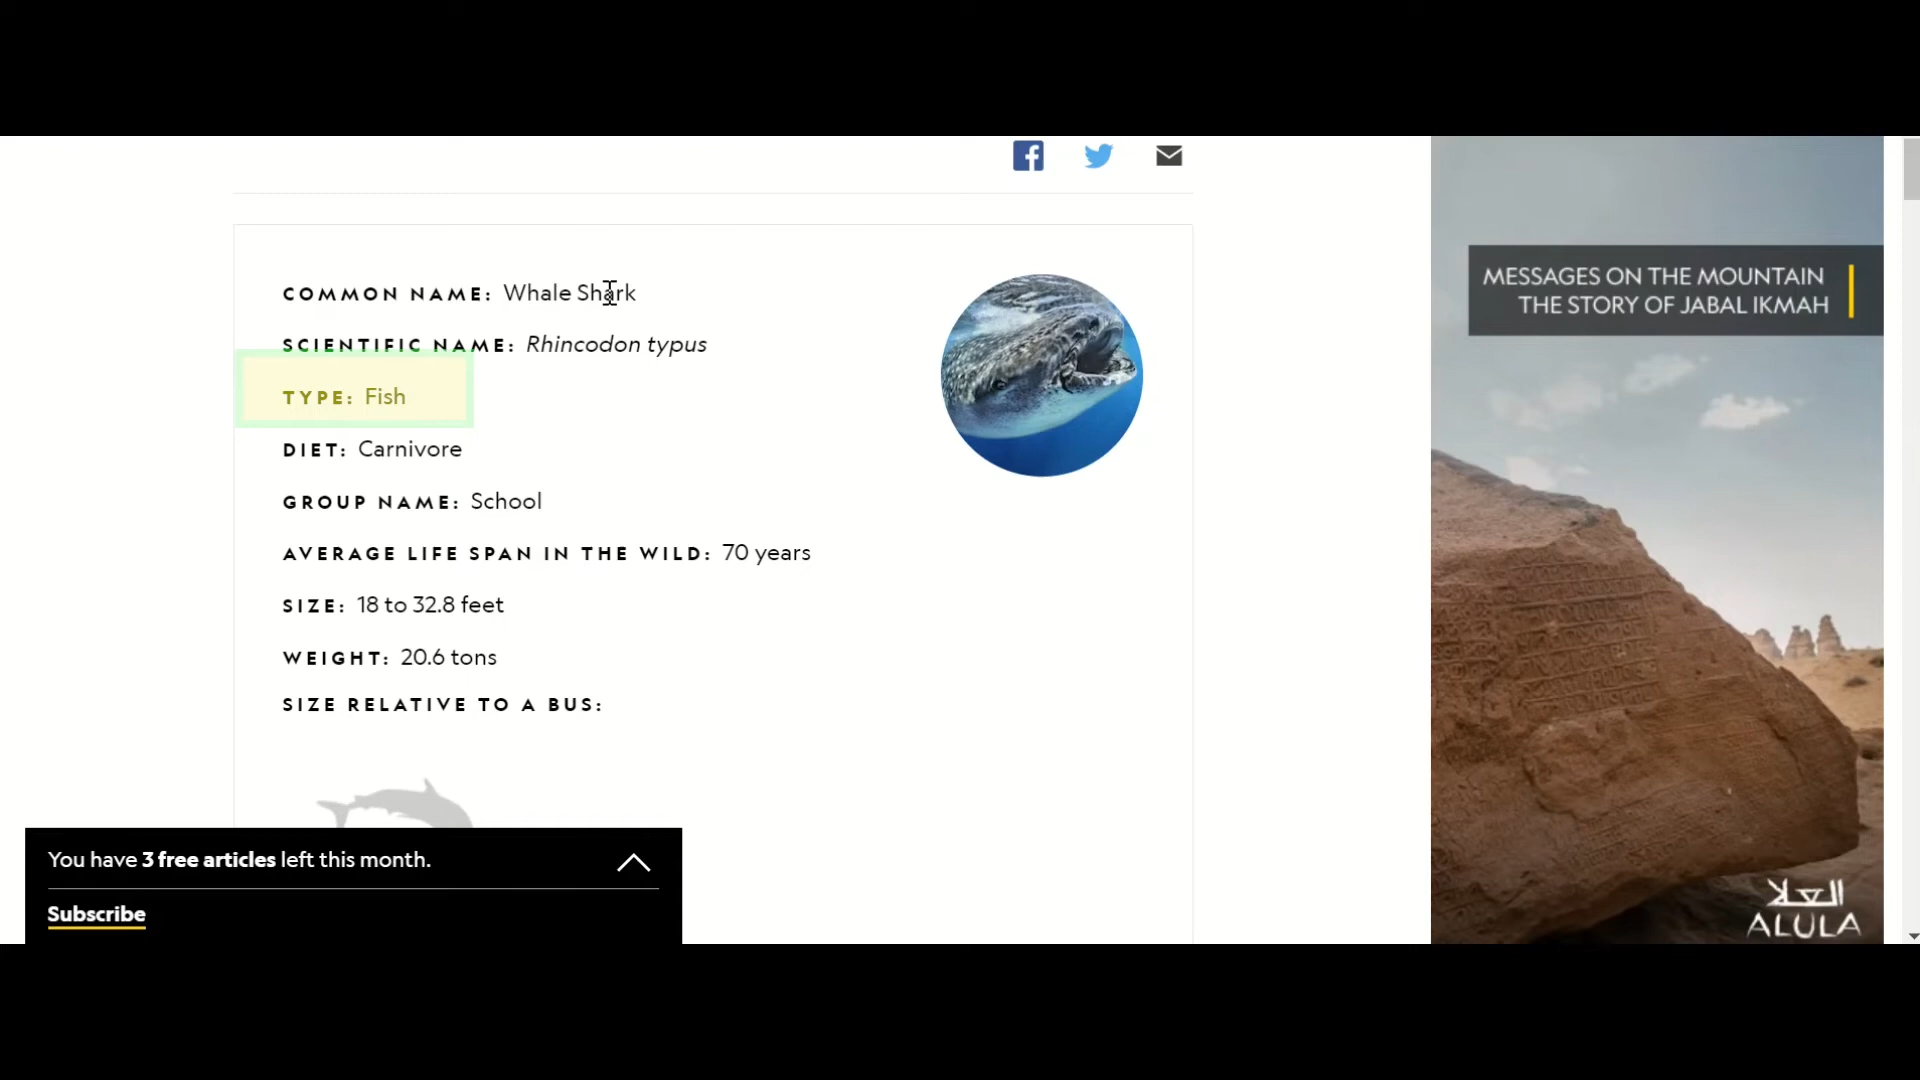 COMMON NAME: Whale Shark
SCIENTIFIC NAME: Rhincodon typus
TYPE: Fish
DIET: Carnivore
GROUP NAME: School
AVERAGE LIFE SPAN IN THE WILD: 70 years
SIZE: 18 to 32.8 feet
WEIGHT: 20.6 tons
SIZE RELATIVE TO A BUS:
You have 3 free articles left this month.
Subscribe
MESSAGES ON THE MOUNTAIN
THE STORY OF JABAL IKMAH
العلا
ALULA